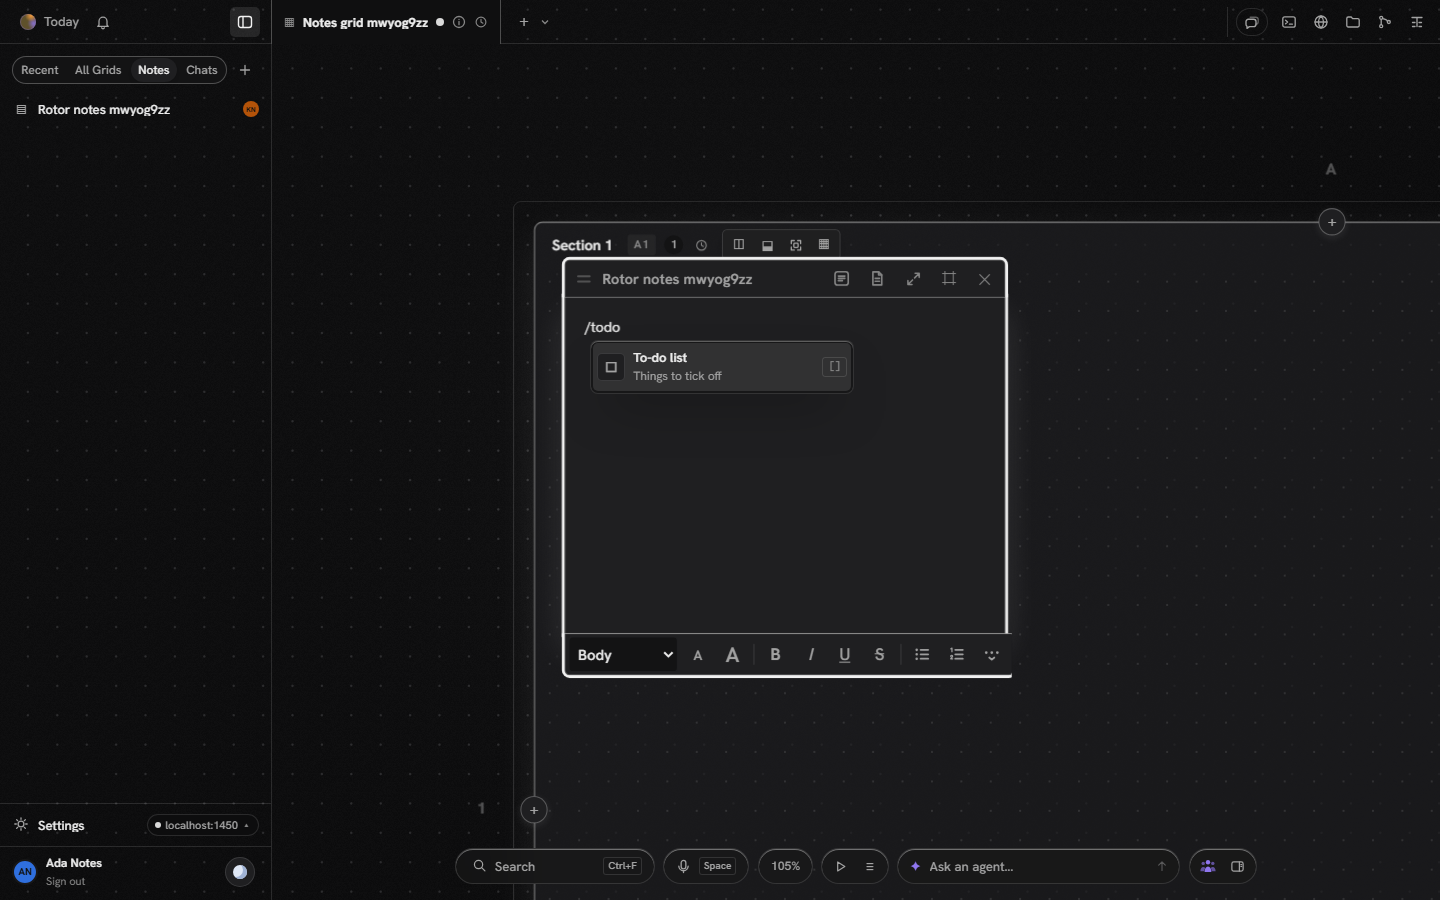 Today
Notes grid mwyog9zz
Recent
All Grids
Notes
Chats
Rotor notes mwyog9zz
KN
A
Section 1
A1
1
Rotor notes mwyog9zz
/todo
To-do list
[]
Things to tick off
Body
A
A
B
I
U
S
1
Settings
localhost:1450
AN
Ada Notes
Sign out
Search
Ctrl+F
Space
105%
Ask an agent...